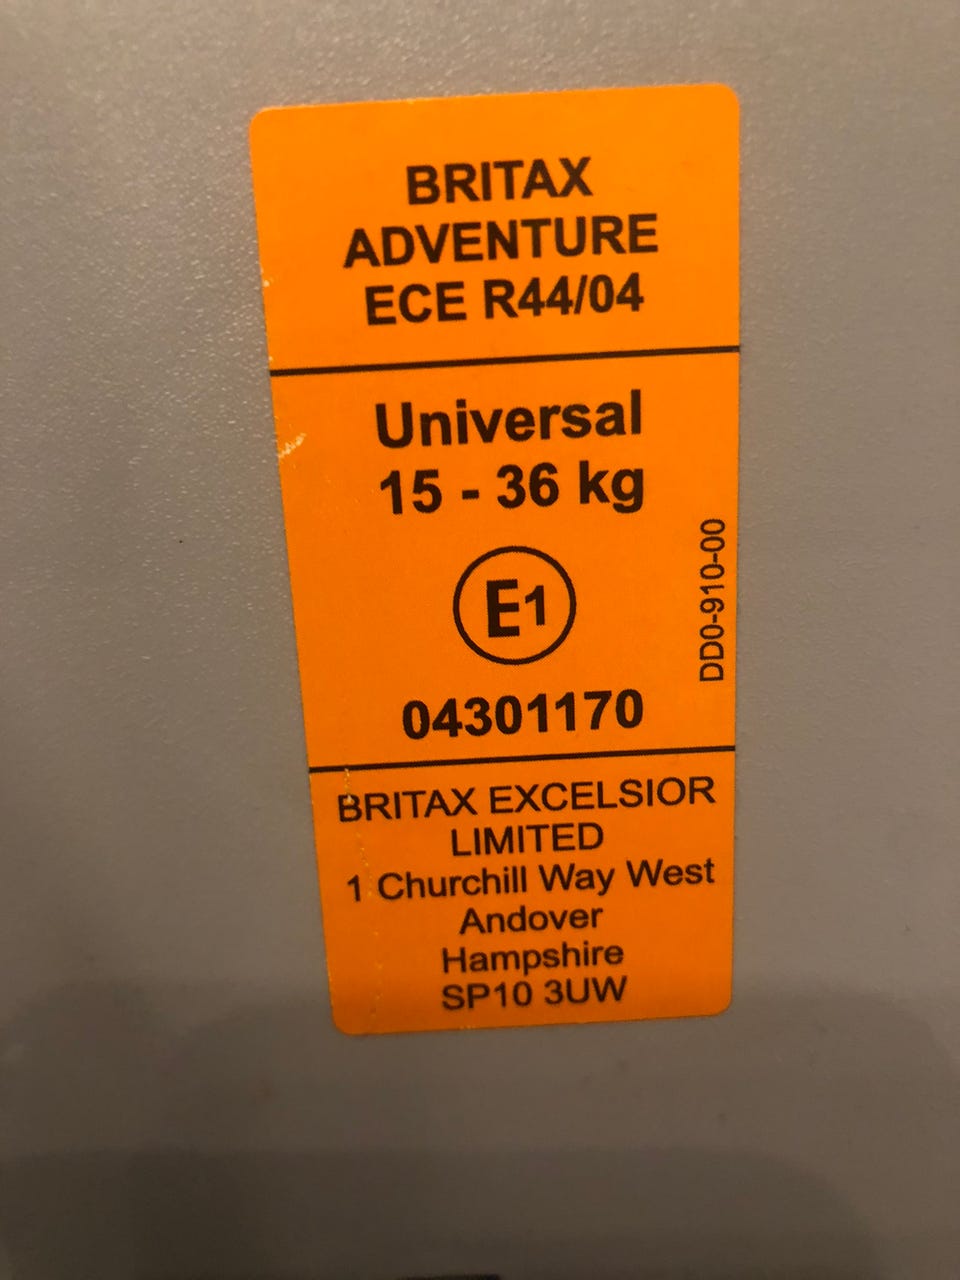 BRITAX
ADVENTURE
ECE R44/04
Universal
15 - 36 kg
E1
04301170
DD0-910-00
BRITAX EXCELSIOR
LIMITED
1 Churchill Way West
Andover
Hampshire
SP10 3UW